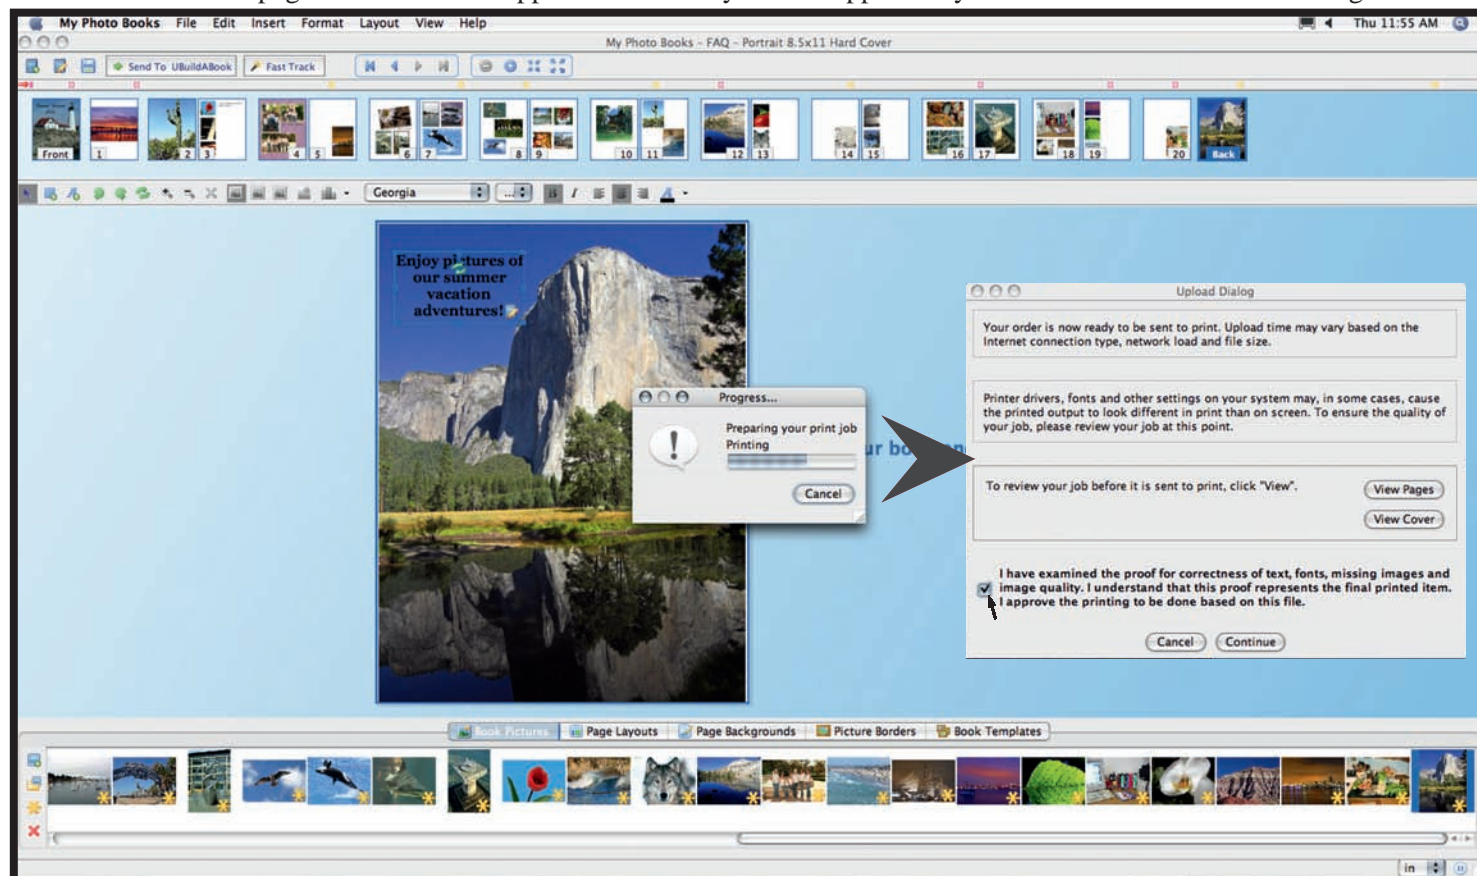 My Photo Books File Edit Insert Format Layout View Help
Thu 11:55 AM
My Photo Books - FAQ - Portrait 8.5x11 Hard Cover
Send To UBuildABook
Fast Track
Front
1
2 3
4 5
6 7
8 9
10 11
12 13
14 15
16 17
18 19
20
Back
Georgia
...
B I
Enjoy pictures of
our summer
vacation
adventures!
Progress...
Preparing your print job
Printing
Cancel
Upload Dialog
Your order is now ready to be sent to print. Upload time may vary based on the
Internet connection type, network load and file size.
Printer drivers, fonts and other settings on your system may, in some cases, cause
the printed output to look different in print than on screen. To ensure the quality of
your job, please review your job at this point.
To review your job before it is sent to print, click "View".
View Pages
View Cover
I have examined the proof for correctness of text, fonts, missing images and
image quality. I understand that this proof represents the final printed item.
I approve the printing to be done based on this file.
Cancel
Continue
Book Pictures
Page Layouts
Page Backgrounds
Picture Borders
Book Templates
in